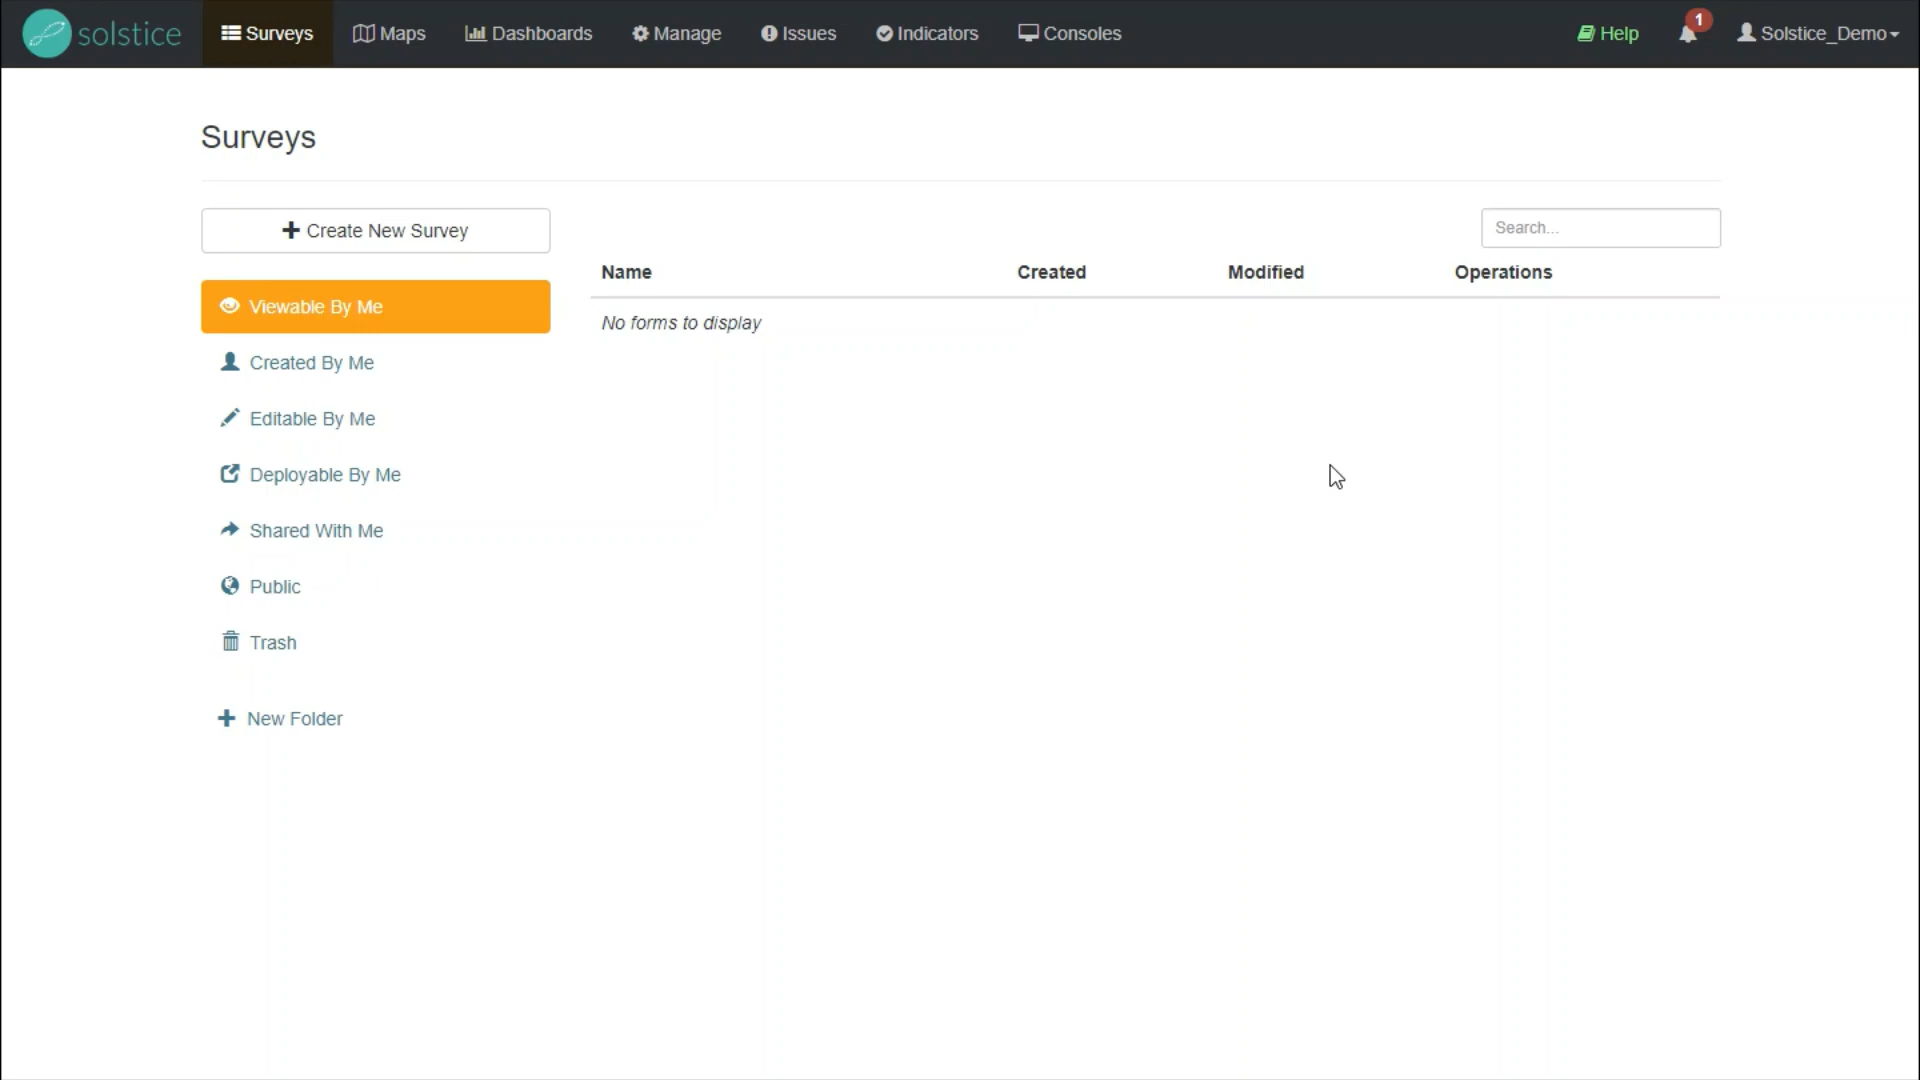 solstice Surveys Maps Dashboards Manage Issues Indicators Consoles Help 1 Solstice_Demo
Surveys
Create New Survey
Search...
Name Created Modified Operations
No forms to display
Viewable By Me
Created By Me
Editable By Me
Deployable By Me
Shared With Me
Public
Trash
New Folder